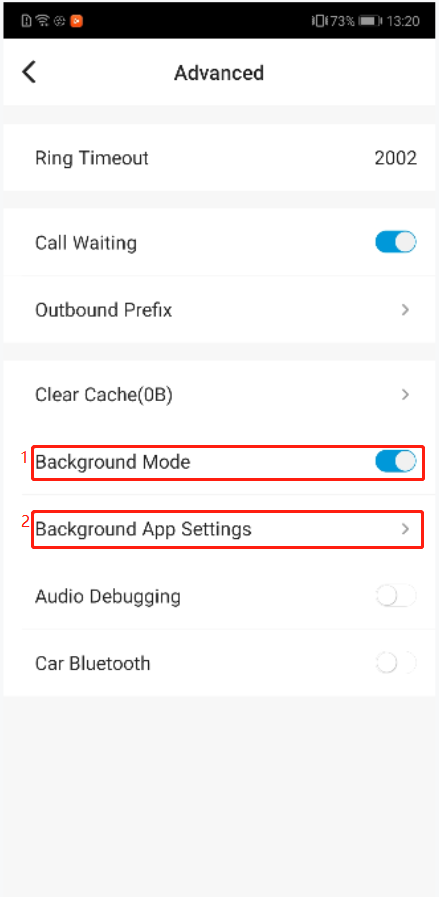 73% 13:20
Advanced
Ring Timeout 2002
Call Waiting
Outbound Prefix
Clear Cache(0B)
1 Background Mode
2 Background App Settings
Audio Debugging
Car Bluetooth